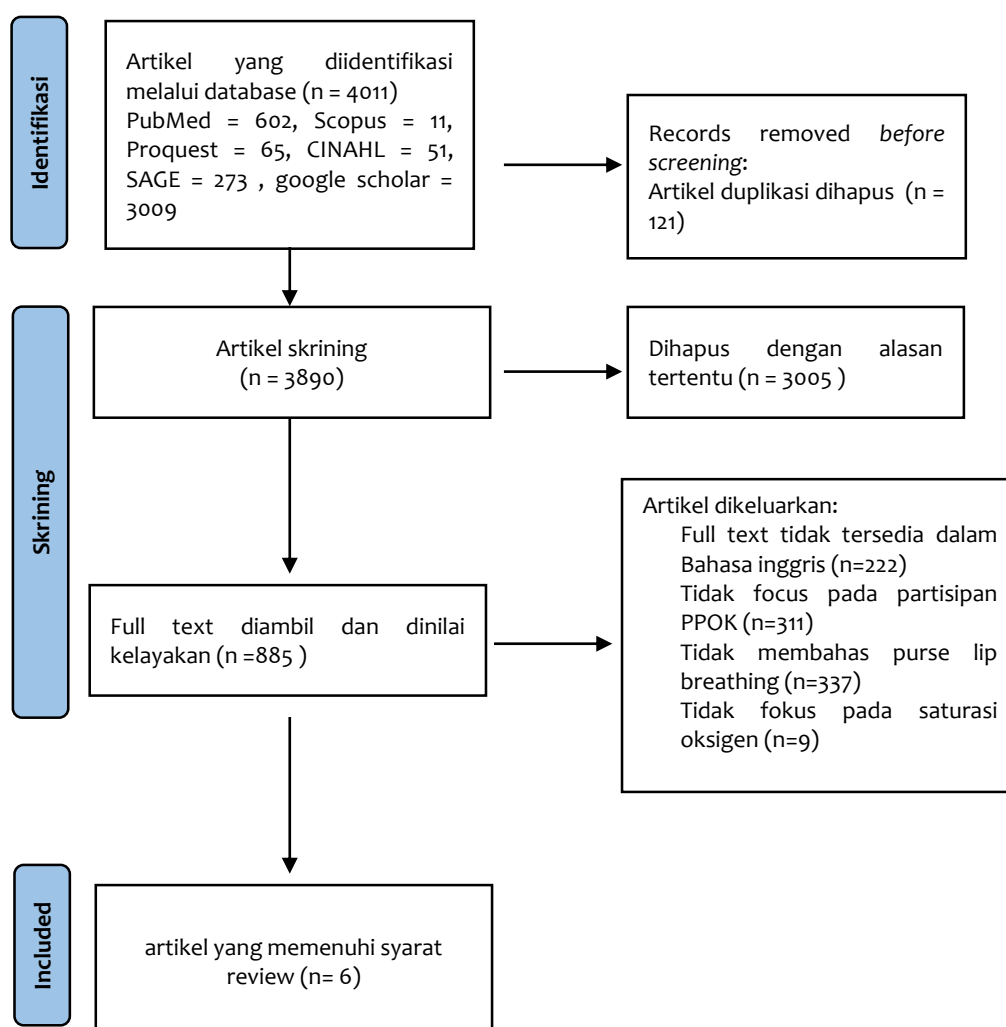 Identifikasi
Artikel yang diidentifikasi
melalui database (n = 4011)
PubMed = 602, Scopus = 11,
Proquest = 65, CINAHL = 51,
SAGE = 273 , google scholar =
3009
Records removed before
screening:
Artikel duplikasi dihapus (n =
121)
Skrining
Artikel skrining
(n = 3890)
Dihapus dengan alasan
tertentu (n = 3005 )
Full text diambil dan dinilai
kelayakan (n =885 )
Artikel dikeluarkan:
Full text tidak tersedia dalam
Bahasa inggris (n=222)
Tidak focus pada partisipan
PPOK (n=311)
Tidak membahas purse lip
breathing (n=337)
Tidak fokus pada saturasi
oksigen (n=9)
Included
artikel yang memenuhi syarat
review (n= 6)